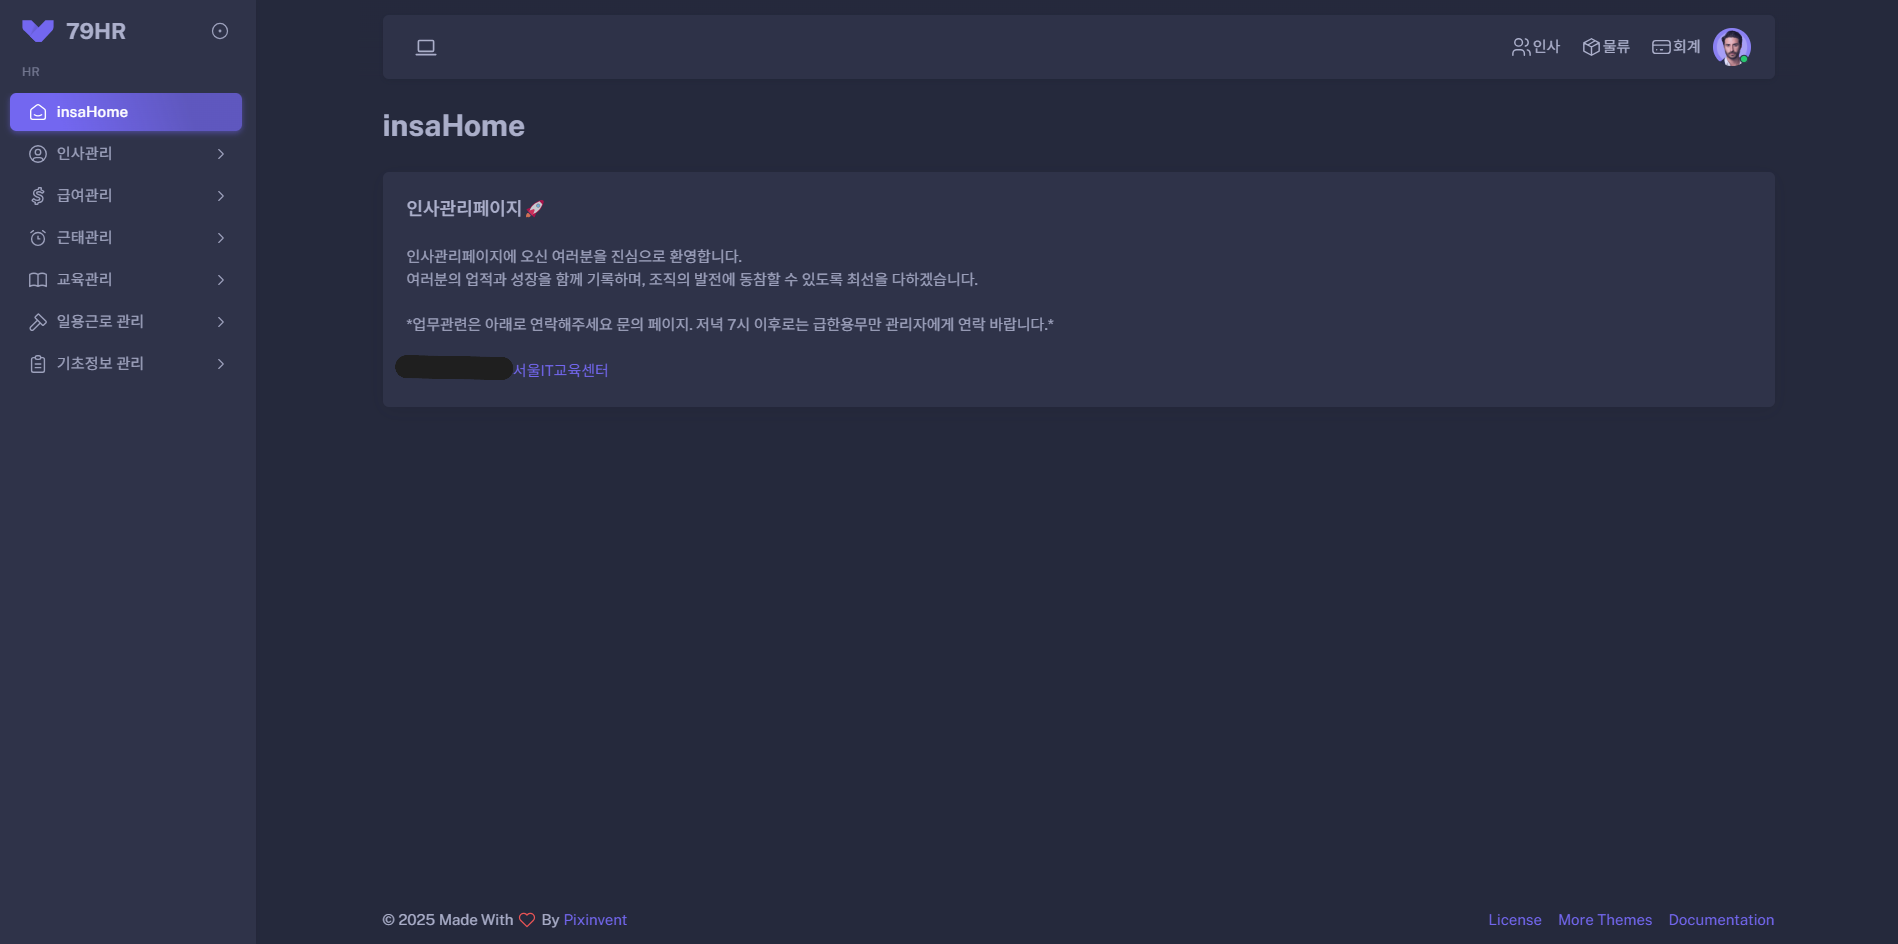 79HR
HR
insaHome
인사관리
급여관리
근태관리
교육관리
일용근로 관리
기초정보 관리
인사 물류 회계
insaHome
인사관리페이지🚀
인사관리페이지에 오신 여러분을 진심으로 환영합니다.
여러분의 업적과 성장을 함께 기록하며, 조직의 발전에 동참할 수 있도록 최선을 다하겠습니다.
*업무관련은 아래로 연락해주세요 문의 페이지. 저녁 7시 이후로는 급한용무만 관리자에게 연락 바랍니다.*
서울IT교육센터
© 2025 Made With ❤ By Pixinvent
License More Themes Documentation